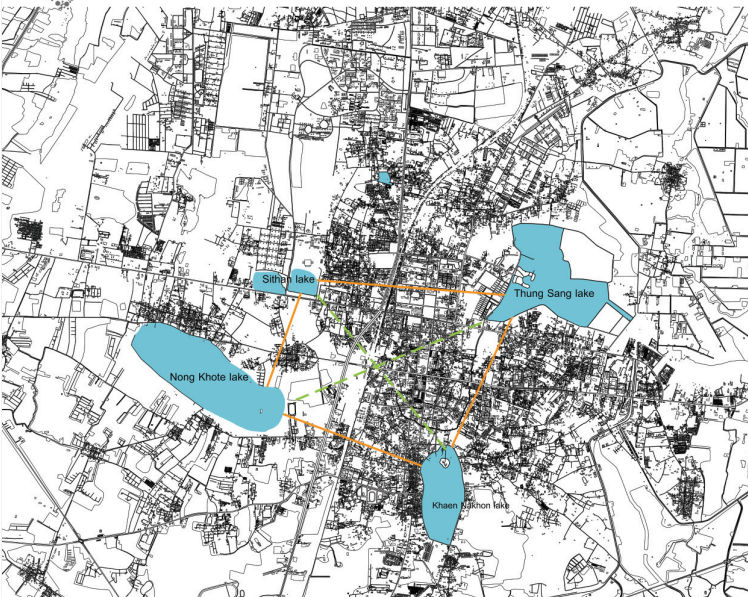 Sithan lake
Thung Sang lake
Nong Khote lake
Khaen Nakhon lake